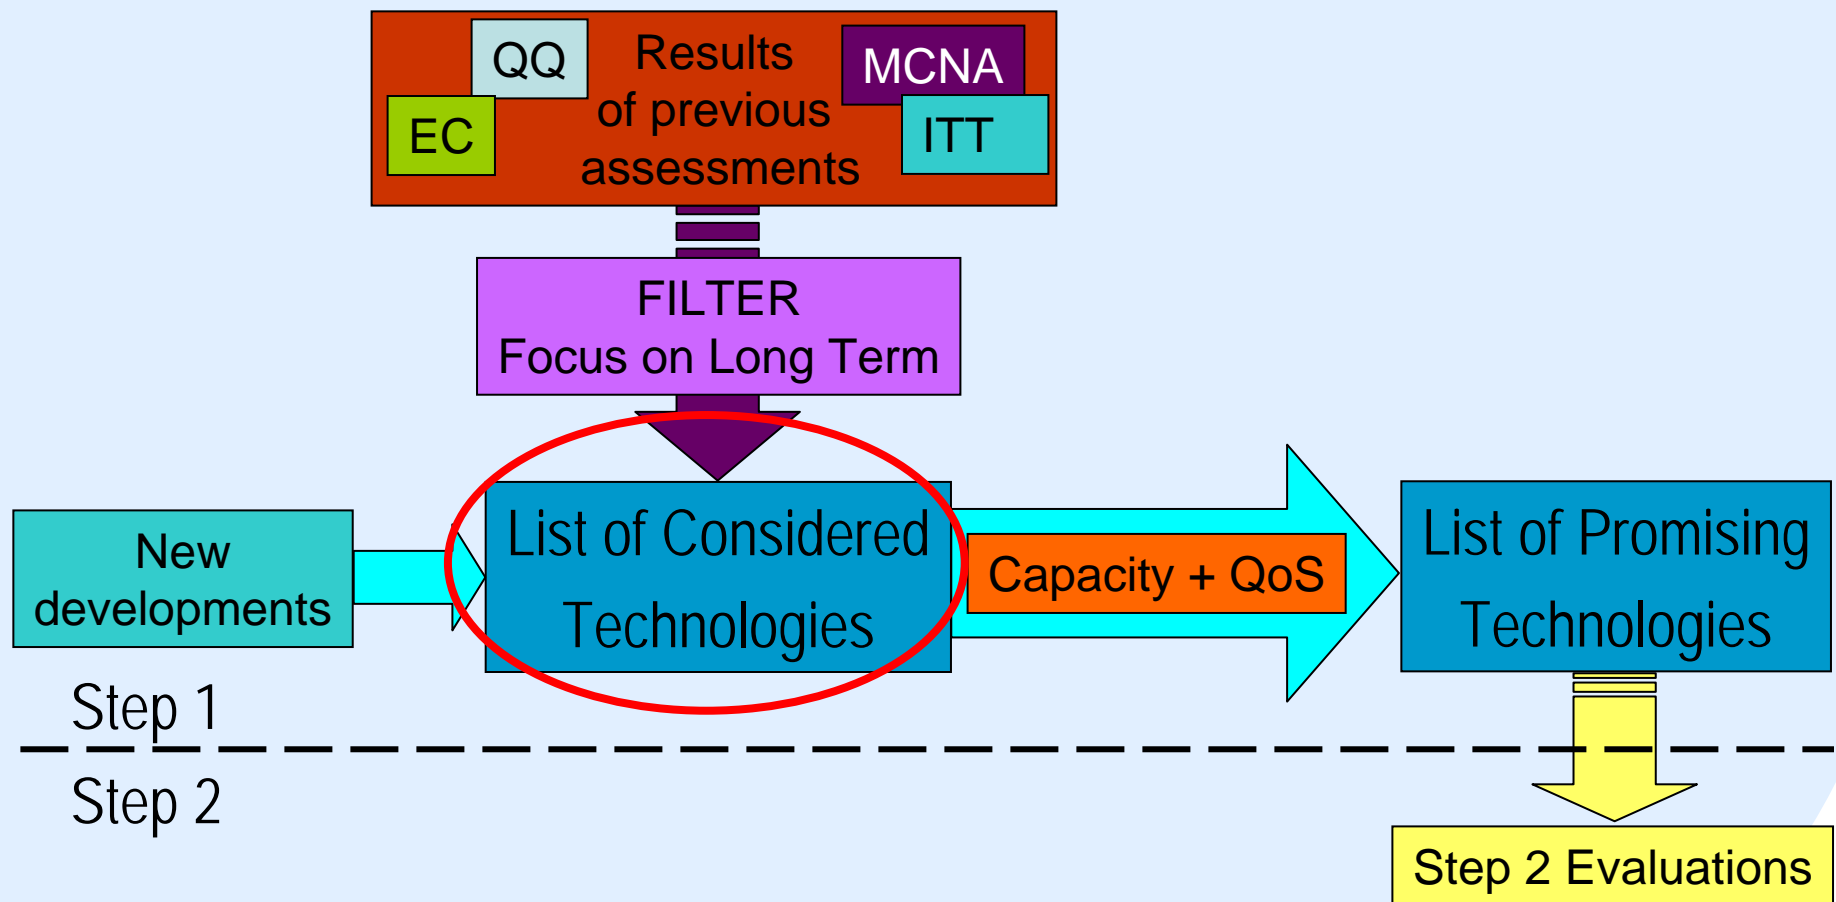 QQ
EC
Results
of previous
assessments
MCNA
ITT
FILTER
Focus on Long Term
New
developments
List of Considered
Technologies
Capacity + QoS
List of Promising
Technologies
Step 1
Step 2
Step 2 Evaluations